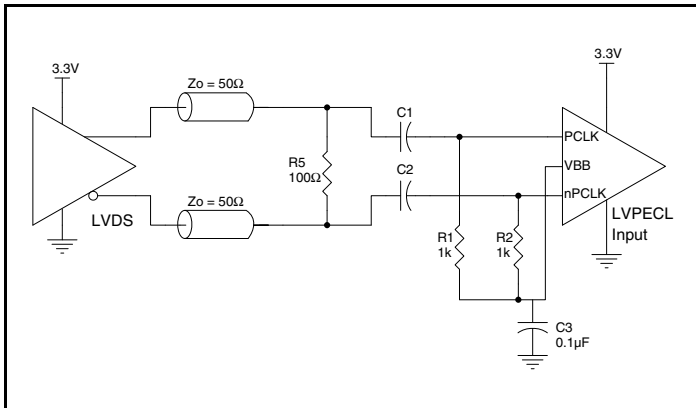 3.3V
Zo = 50Ω
3.3V
C1
PCLK
R5
100Ω
VBB
C2
nPCLK
Zo = 50Ω
LVDS
LVPECL
Input
R1
1k
R2
1k
C3
0.1µF